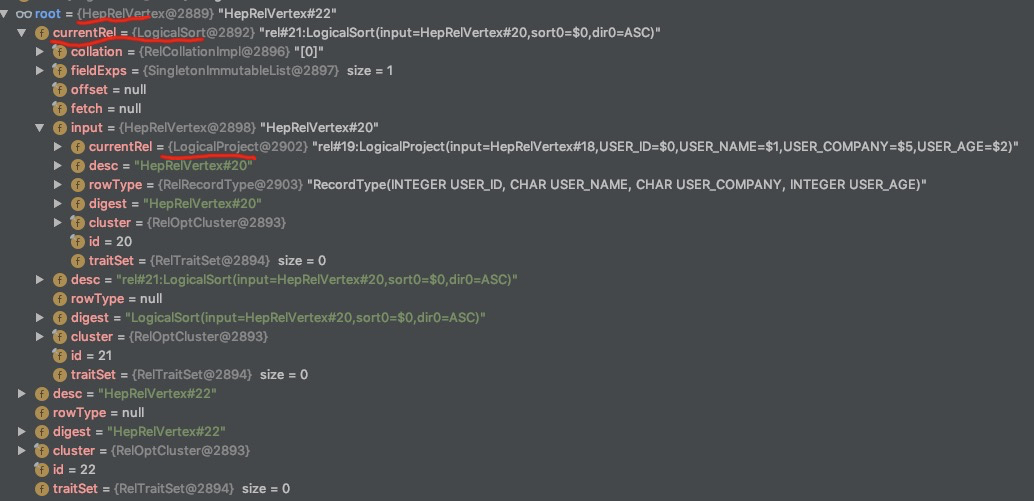 root = {HepRelVertex@2889} "HepRelVertex#22"
currentRel = {LogicalSort@2892} "rel#21:LogicalSort(input=HepRelVertex#20,sort0=$0,dir0=ASC)"
collation = {RelCollationImpl@2896} "[0]"
fieldExps = {SingletonImmutableList@2897} size = 1
offset = null
fetch = null
input = {HepRelVertex@2898} "HepRelVertex#20"
currentRel = {LogicalProject@2902} "rel#19:LogicalProject(input=HepRelVertex#18,USER_ID=$0,USER_NAME=$1,USER_COMPANY=$5,USER_AGE=$2)"
desc = "HepRelVertex#20"
rowType = {RelRecordType@2903} "RecordType(INTEGER USER_ID, CHAR USER_NAME, CHAR USER_COMPANY, INTEGER USER_AGE)"
digest = "HepRelVertex#20"
cluster = {RelOptCluster@2893}
id = 20
traitSet = {RelTraitSet@2894} size = 0
desc = "rel#21:LogicalSort(input=HepRelVertex#20,sort0=$0,dir0=ASC)"
rowType = null
digest = "LogicalSort(input=HepRelVertex#20,sort0=$0,dir0=ASC)"
cluster = {RelOptCluster@2893}
id = 21
traitSet = {RelTraitSet@2894} size = 0
desc = "HepRelVertex#22"
rowType = null
digest = "HepRelVertex#22"
cluster = {RelOptCluster@2893}
id = 22
traitSet = {RelTraitSet@2894} size = 0